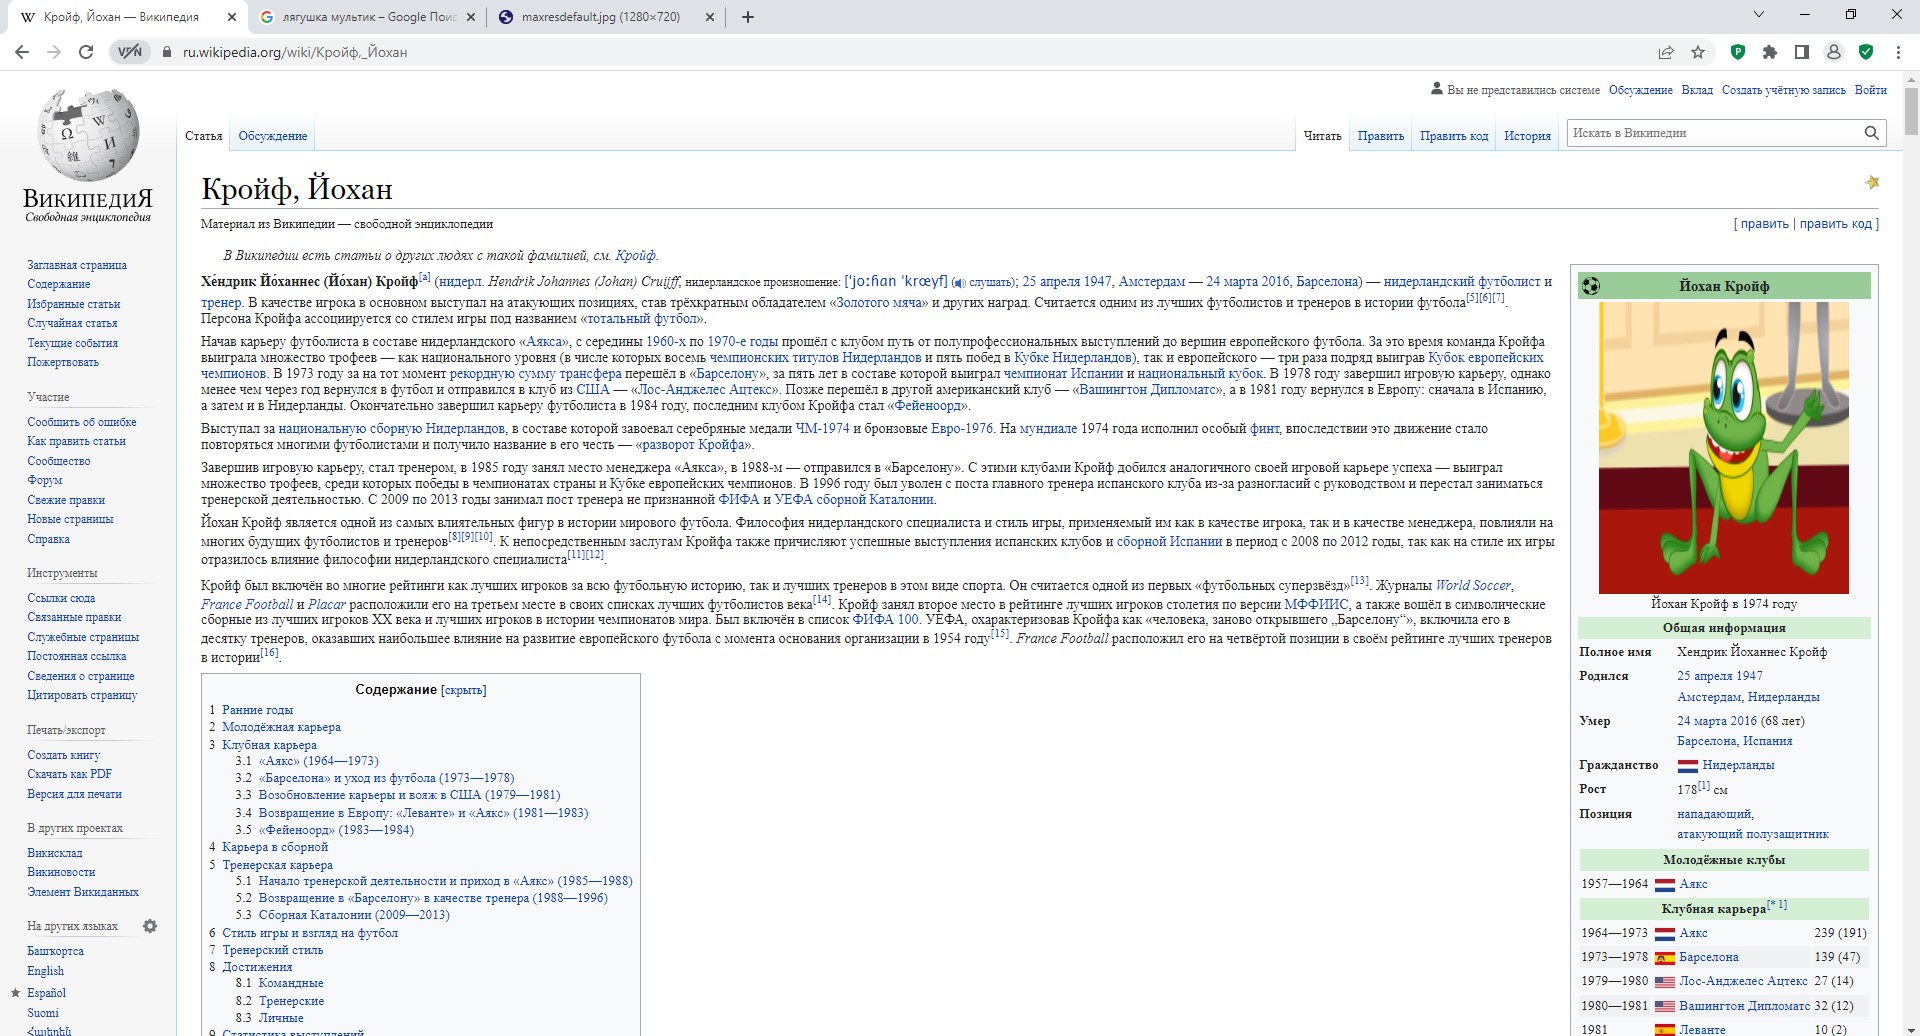 Кройф, Йохан — Википедия
лягушка мультик – Google Поис
maxresdefault.jpg (1280×720)
VPN
ru.wikipedia.org/wiki/Кройф,_Йохан
Вы не представились системе Обсуждение Вклад Создать учётную запись Войти
Статья Обсуждение Читать Править Править код История Искать в Википедии
ВикипедиЯ
Свободная энциклопедия
Заглавная страница
Содержание
Избранные статьи
Случайная статья
Текущие события
Пожертвовать
Участие
Сообщить об ошибке
Как править статьи
Сообщество
Форум
Свежие правки
Новые страницы
Справка
Инструменты
Ссылки сюда
Связанные правки
Служебные страницы
Постоянная ссылка
Сведения о странице
Цитировать страницу
Печать/экспорт
Создать книгу
Скачать как PDF
Версия для печати
В других проектах
Викисклад
Викиновости
Элемент Викиданных
На других языках
Башҡортса
English
Español
Suomi
Հայերեն
Кройф, Йохан
Материал из Википедии — свободной энциклопедии
[ править | править код ]
В Википедии есть статьи о других людях с такой фамилией, см. Кройф.
Хе́ндрик Йо́ханнес (Йо́хан) Кройф[a] (нидерл. Hendrik Johannes (Johan) Cruijff, нидерландское произношение: [ˈjoːɦɑn ˈkrœyf] (слушать); 25 апреля 1947, Амстердам — 24 марта 2016, Барселона) — нидерландский футболист и
тренер. В качестве игрока в основном выступал на атакующих позициях, став трёхкратным обладателем «Золотого мяча» и других наград. Считается одним из лучших футболистов и тренеров в истории футбола[5][6][7].
Персона Кройфа ассоциируется со стилем игры под названием «тотальный футбол».
Начав карьеру футболиста в составе нидерландского «Аякса», с середины 1960-х по 1970-е годы прошёл с клубом путь от полупрофессиональных выступлений до вершин европейского футбола. За это время команда Кройфа
выиграла множество трофеев — как национального уровня (в числе которых восемь чемпионских титулов Нидерландов и пять побед в Кубке Нидерландов), так и европейского — три раза подряд выиграв Кубок европейских
чемпионов. В 1973 году за на тот момент рекордную сумму трансфера перешёл в «Барселону», за пять лет в составе которой выиграл чемпионат Испании и национальный кубок. В 1978 году завершил игровую карьеру, однако
менее чем через год вернулся в футбол и отправился в клуб из США — «Лос-Анджелес Ацтекс». Позже перешёл в другой американский клуб — «Вашингтон Дипломатс», а в 1981 году вернулся в Европу: сначала в Испанию,
а затем и в Нидерланды. Окончательно завершил карьеру футболиста в 1984 году, последним клубом Кройфа стал «Фейеноорд».
Выступал за национальную сборную Нидерландов, в составе которой завоевал серебряные медали ЧМ-1974 и бронзовые Евро-1976. На мундиале 1974 года исполнил особый финт, впоследствии это движение стало
повторяться многими футболистами и получило название в его честь — «разворот Кройфа».
Завершив игровую карьеру, стал тренером, в 1985 году занял место менеджера «Аякса», в 1988-м — отправился в «Барселону». С этими клубами Кройф добился аналогичного своей игровой карьере успеха — выиграл
множество трофеев, среди которых победы в чемпионатах страны и Кубке европейских чемпионов. В 1996 году был уволен с поста главного тренера испанского клуба из-за разногласий с руководством и перестал заниматься
тренерской деятельностью. С 2009 по 2013 годы занимал пост тренера не признанной ФИФА и УЕФА сборной Каталонии.
Йохан Кройф является одной из самых влиятельных фигур в истории мирового футбола. Философия нидерландского специалиста и стиль игры, применяемый им как в качестве игрока, так и в качестве менеджера, повлияли на
многих будущих футболистов и тренеров[8][9][10]. К непосредственным заслугам Кройфа также причисляют успешные выступления испанских клубов и сборной Испании в период с 2008 по 2012 годы, так как на стиле их игры
отразилось влияние философии нидерландского специалиста[11][12].
Кройф был включён во многие рейтинги как лучших игроков за всю футбольную историю, так и лучших тренеров в этом виде спорта. Он считается одной из первых «футбольных суперзвёзд»[13]. Журналы World Soccer,
France Football и Placar расположили его на третьем месте в своих списках лучших футболистов века[14]. Кройф занял второе место в рейтинге лучших игроков столетия по версии МФФИИС, а также вошёл в символические
сборные из лучших игроков XX века и лучших игроков в истории чемпионатов мира. Был включён в список ФИФА 100. УЕФА, охарактеризовав Кройфа как «человека, заново открывшего „Барселону“», включила его в
десятку тренеров, оказавших наибольшее влияние на развитие европейского футбола с момента основания организации в 1954 году[15]. France Football расположил его на четвёртой позиции в своём рейтинге лучших тренеров
в истории[16].
Содержание [скрыть]
1 Ранние годы
2 Молодёжная карьера
3 Клубная карьера
3.1 «Аякс» (1964—1973)
3.2 «Барселона» и уход из футбола (1973—1978)
3.3 Возобновление карьеры и вояж в США (1979—1981)
3.4 Возвращение в Европу: «Леванте» и «Аякс» (1981—1983)
3.5 «Фейеноорд» (1983—1984)
4 Карьера в сборной
5 Тренерская карьера
5.1 Начало тренерской деятельности и приход в «Аякс» (1985—1988)
5.2 Возвращение в «Барселону» в качестве тренера (1988—1996)
5.3 Сборная Каталонии (2009—2013)
6 Стиль игры и взгляд на футбол
7 Тренерский стиль
8 Достижения
8.1 Командные
8.2 Тренерские
8.3 Личные
9 Статистика выступлений
Йохан Кройф
Йохан Кройф в 1974 году
Общая информация
Полное имя Хендрик Йоханнес Кройф
Родился 25 апреля 1947
Амстердам, Нидерланды
Умер 24 марта 2016 (68 лет)
Барселона, Испания
Гражданство Нидерланды
Рост 178[1] см
Позиция нападающий,
атакующий полузащитник
Молодёжные клубы
1957—1964 Аякс
Клубная карьера[* 1]
1964—1973 Аякс 239 (191)
1973—1978 Барселона 139 (47)
1979—1980 Лос-Анджелес Ацтекс 27 (14)
1980—1981 Вашингтон Дипломатс 32 (12)
1981 Леванте 10 (2)